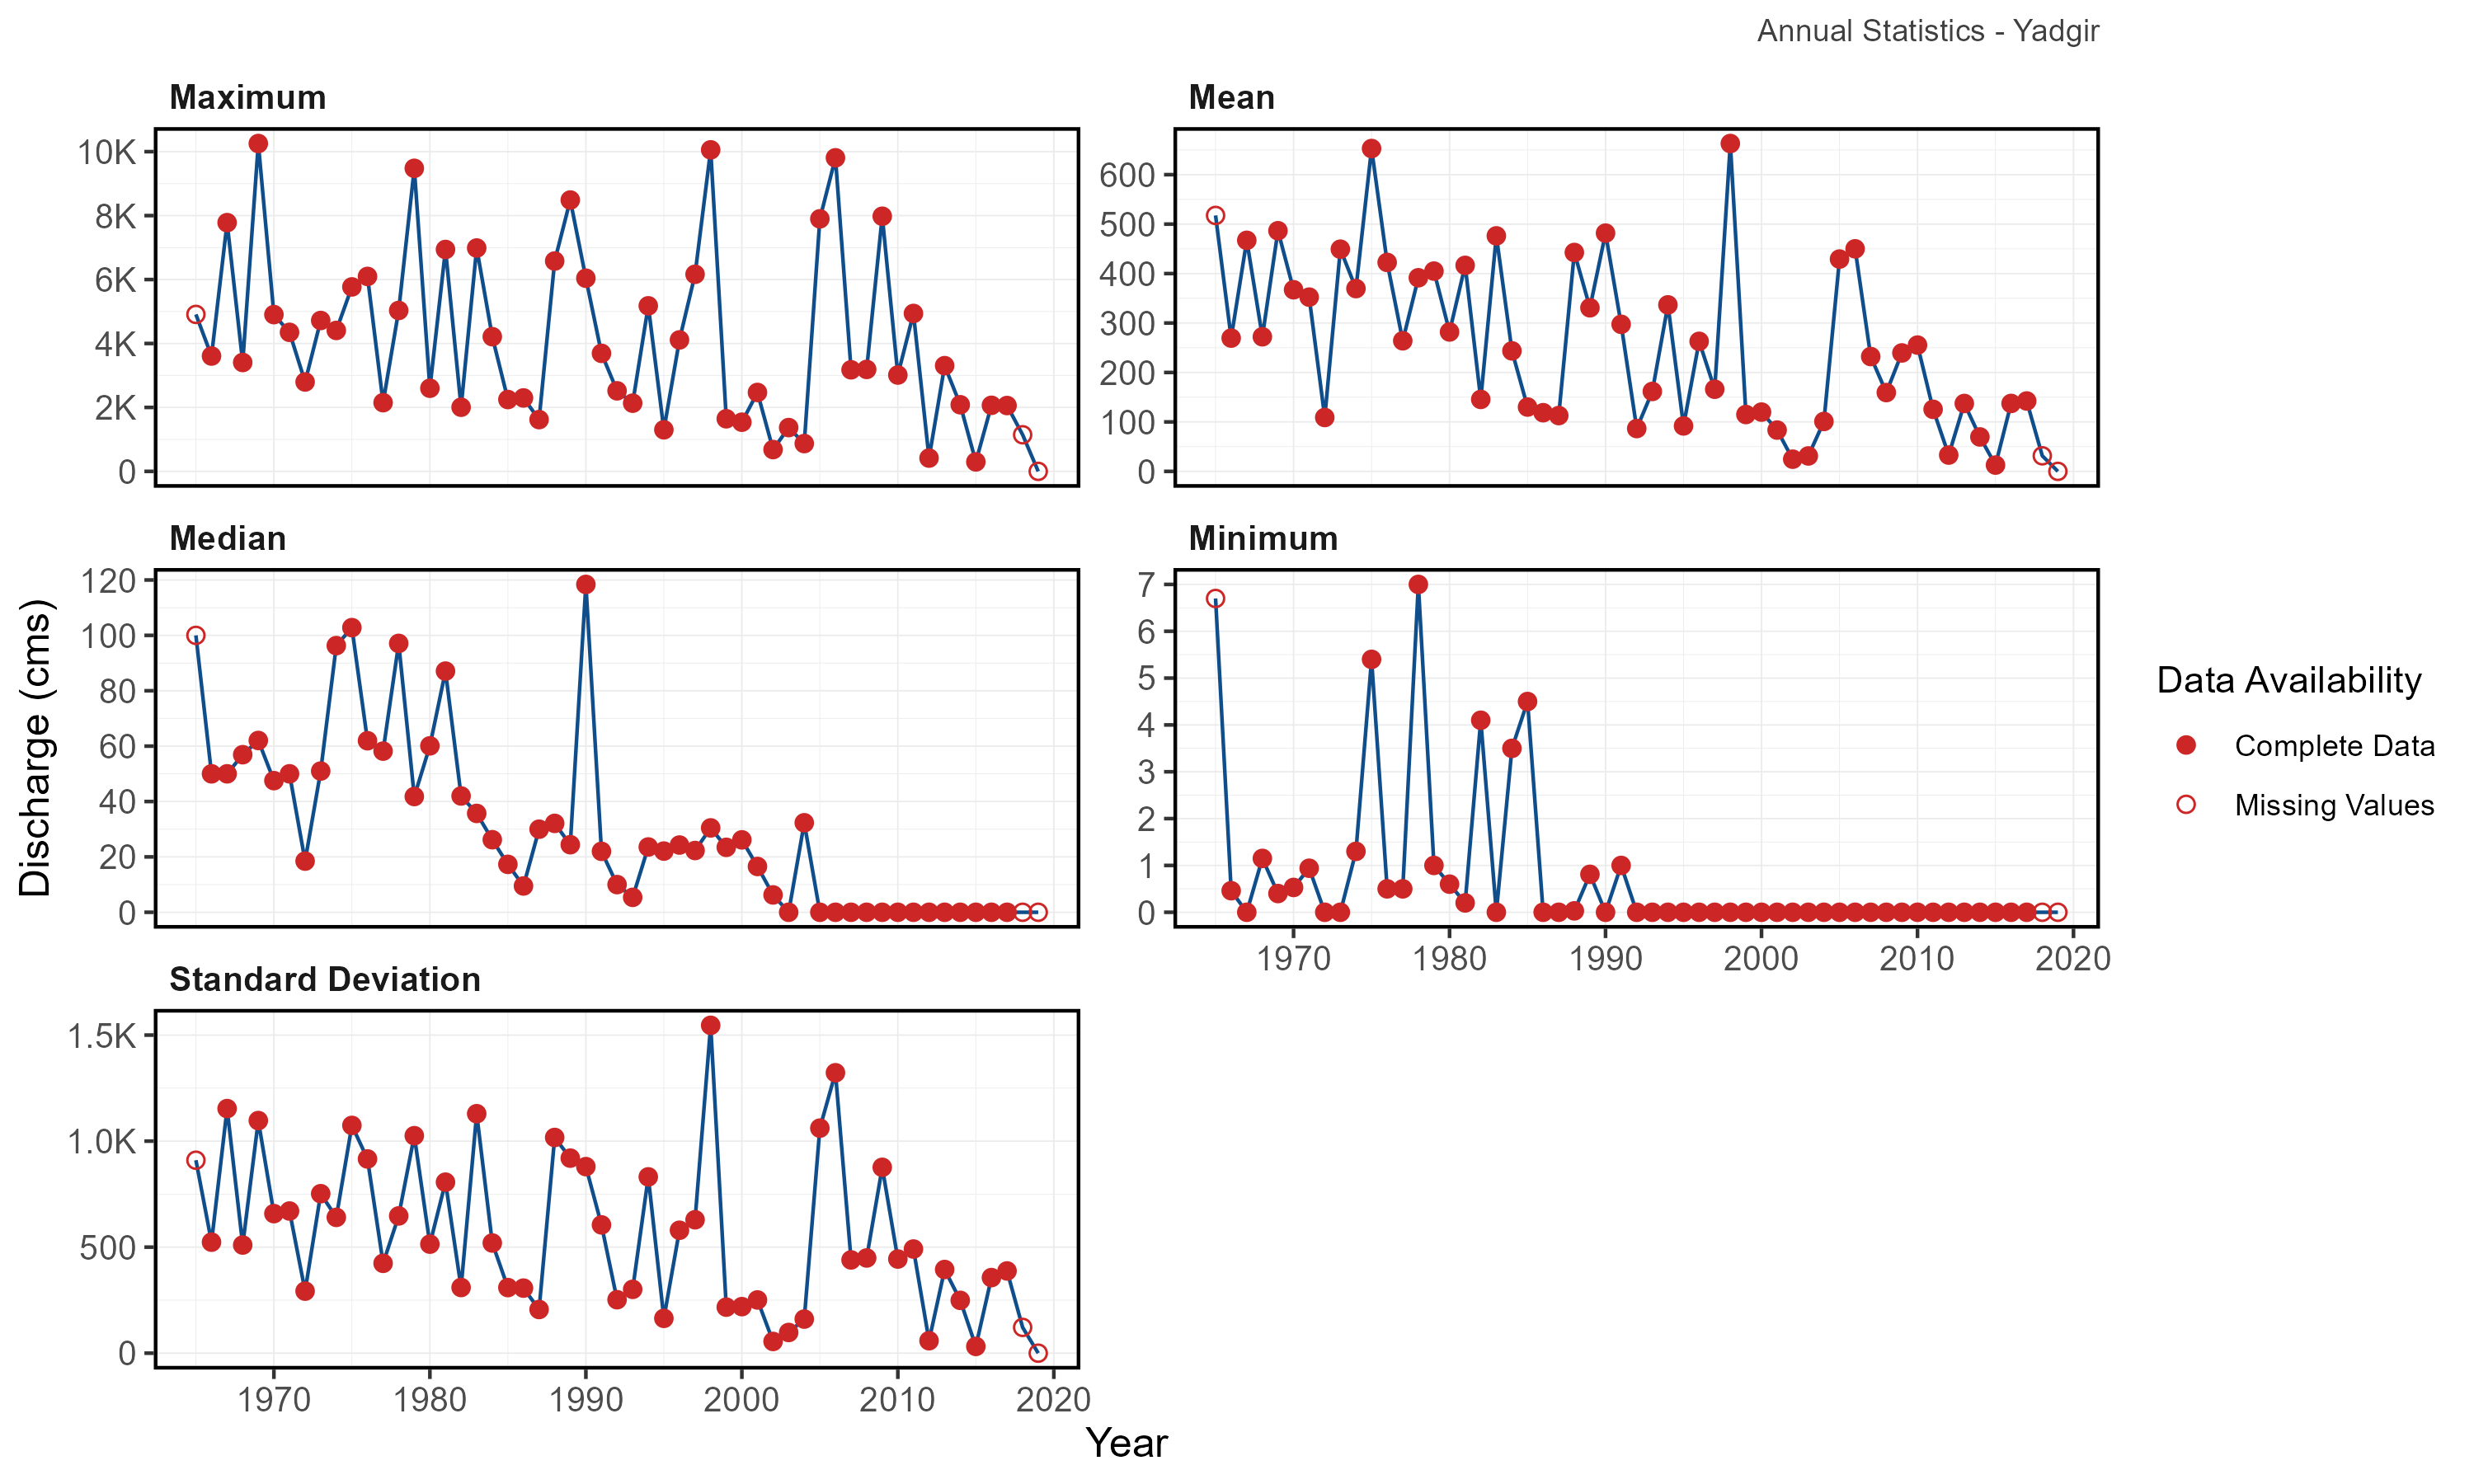 Annual Statistics - Yadgir
Maximum
10K
8K
6K
4K
2K
0
Mean
600
500
400
300
200
100
0
Median
120
100
80
60
40
20
0
Minimum
7
6
5
4
3
2
1
0
1970 1980 1990 2000 2010 2020
Standard Deviation
1.5K
1.0K
500
0
1970 1980 1990 2000 2010 2020
Discharge (cms)
Year
Data Availability
Complete Data
Missing Values